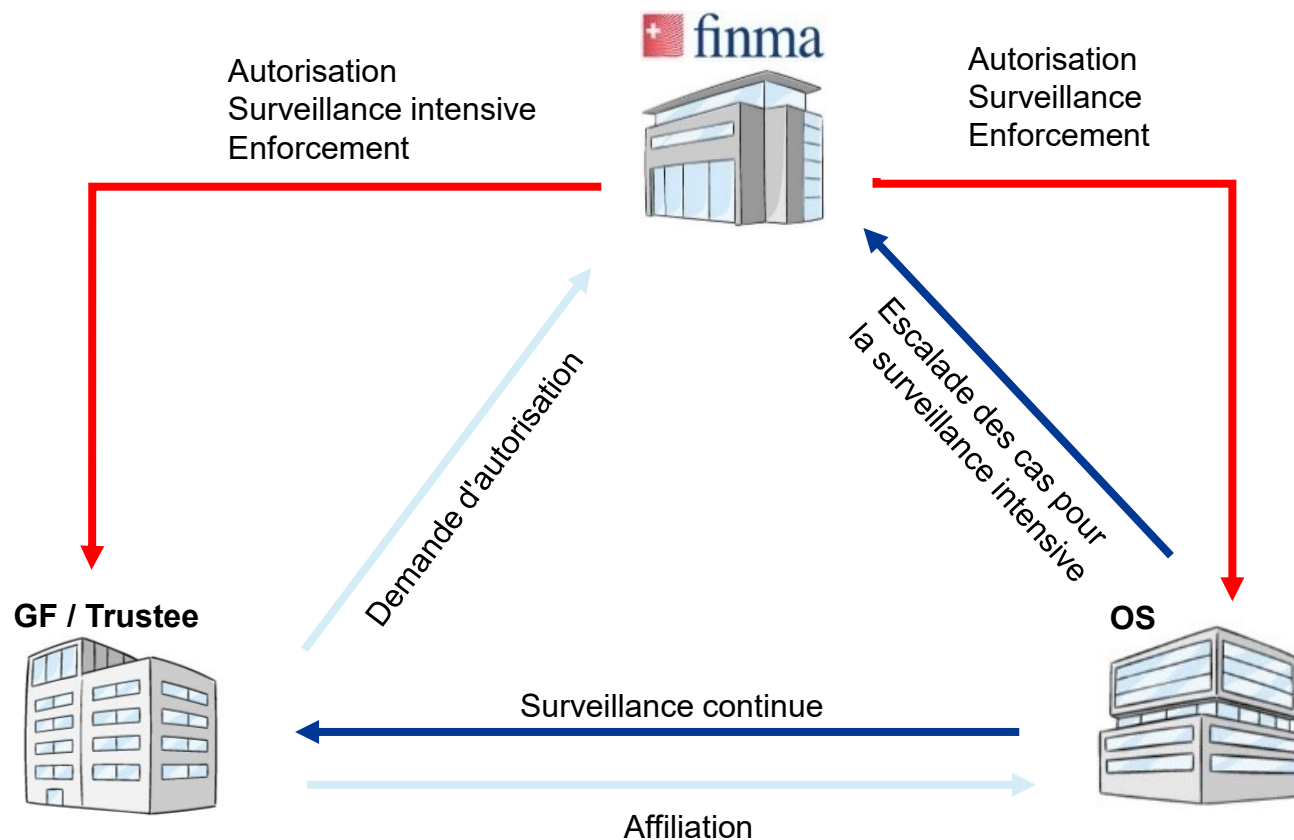 finma
Autorisation
Surveillance intensive
Enforcement
Autorisation
Surveillance
Enforcement
Demande d'autorisation
Escalade des cas pour
la surveillance intensive
GF / Trustee
OS
Surveillance continue
Affiliation